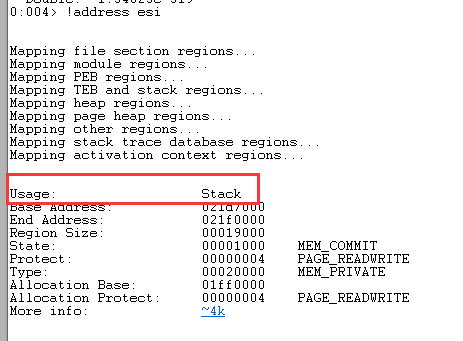 0:004> !address esi
Mapping file section regions...
Mapping module regions...
Mapping PEB regions...
Mapping TEB and stack regions...
Mapping heap regions...
Mapping page heap regions...
Mapping other regions...
Mapping stack trace database regions...
Mapping activation context regions...
Usage: Stack
Base Address: 021d7000
End Address: 021f0000
Region Size: 00019000
State: 00001000 MEM_COMMIT
Protect: 00000004 PAGE_READWRITE
Type: 00020000 MEM_PRIVATE
Allocation Base: 01ff0000
Allocation Protect: 00000004 PAGE_READWRITE
More info: ~4k